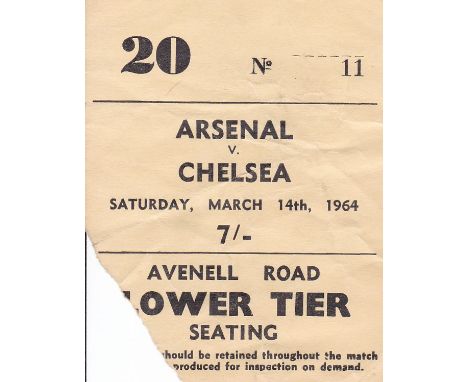 20 No 11
ARSENAL
v.
CHELSEA
SATURDAY, MARCH 14th, 1964
7/-
AVENELL ROAD
LOWER TIER
SEATING
should be retained throughout the match
produced for inspection on demand.